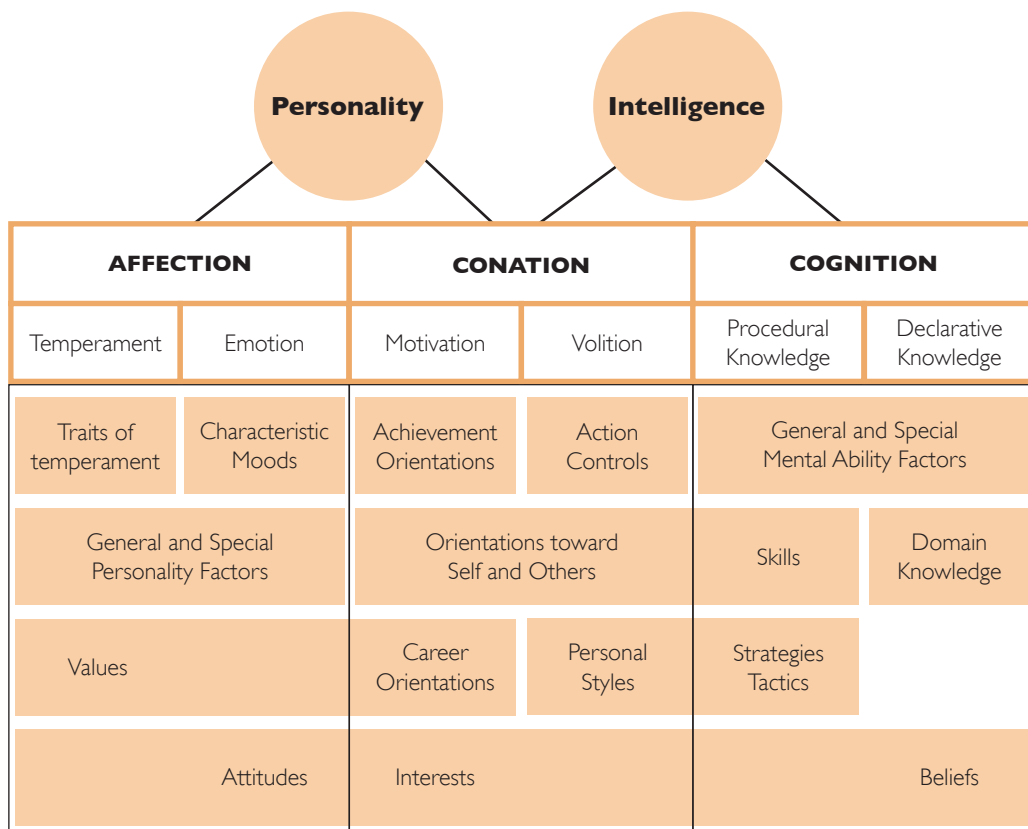 Personality
Intelligence
AFFECTION
CONATION
COGNITION
Temperament
Emotion
Motivation
Volition
Procedural
Knowledge
Declarative
Knowledge
Traits of
temperament
Characteristic
Moods
Achievement
Orientations
Action
Controls
General and Special
Mental Ability Factors
General and Special
Personality Factors
Orientations toward
Self and Others
Skills
Domain
Knowledge
Values
Career
Orientations
Personal
Styles
Strategies
Tactics
Attitudes
Interests
Beliefs